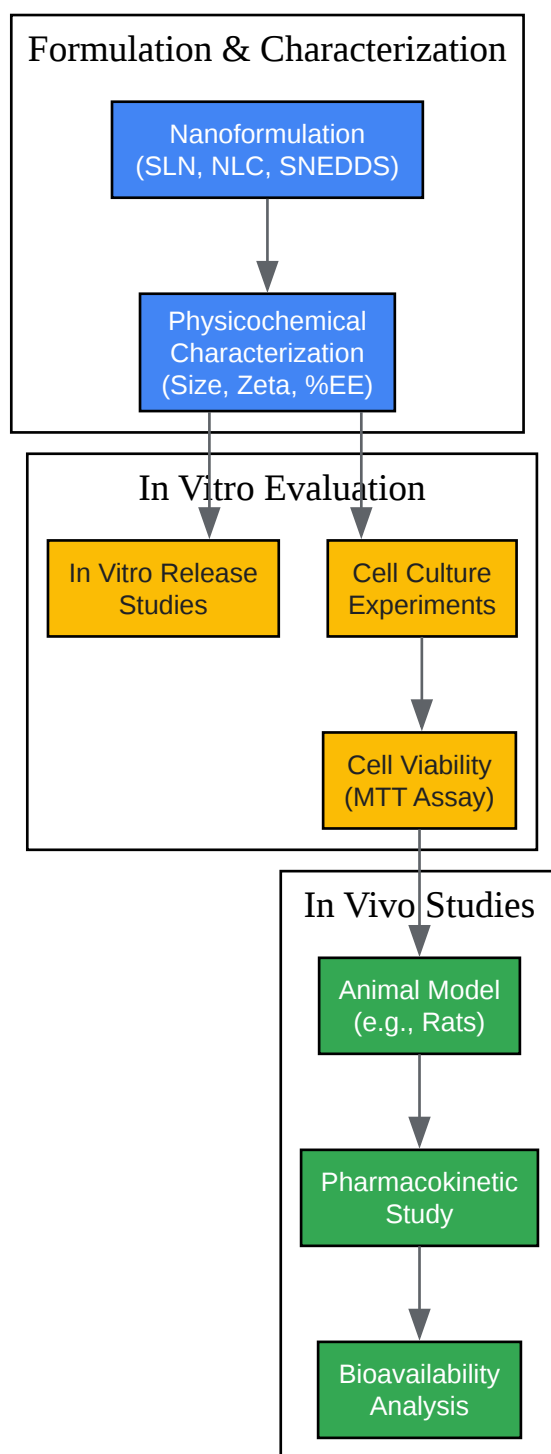 Formulation & Characterization
Nanoformulation
(SLN, NLC, SNEDDS)
Physicochemical
Characterization
(Size, Zeta, %EE)
In Vitro Evaluation
In Vitro Release
Studies
Cell Culture
Experiments
Cell Viability
(MTT Assay)
In Vivo Studies
Animal Model
(e.g., Rats)
Pharmacokinetic
Study
Bioavailability
Analysis